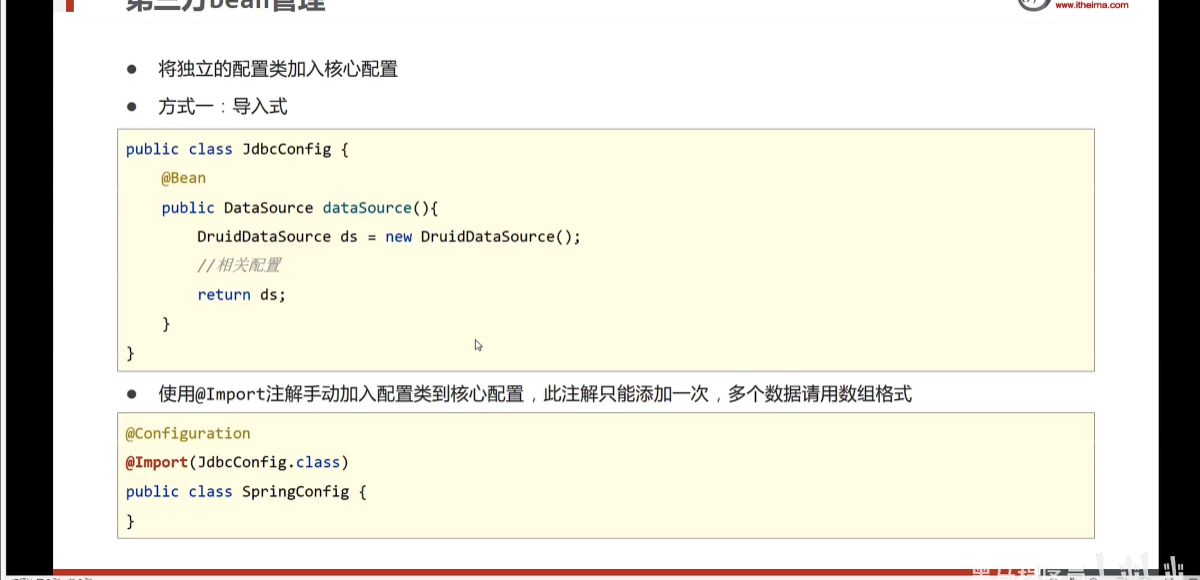 第三方bean管理
www.itheima.com
● 将独立的配置类加入核心配置
● 方式一：导入式
public class JdbcConfig {
@Bean
public DataSource dataSource(){
DruidDataSource ds = new DruidDataSource();
//相关配置
return ds;
}
}
● 使用@Import注解手动加入配置类到核心配置，此注解只能添加一次，多个数据请用数组格式
@Configuration
@Import(JdbcConfig.class)
public class SpringConfig {
}